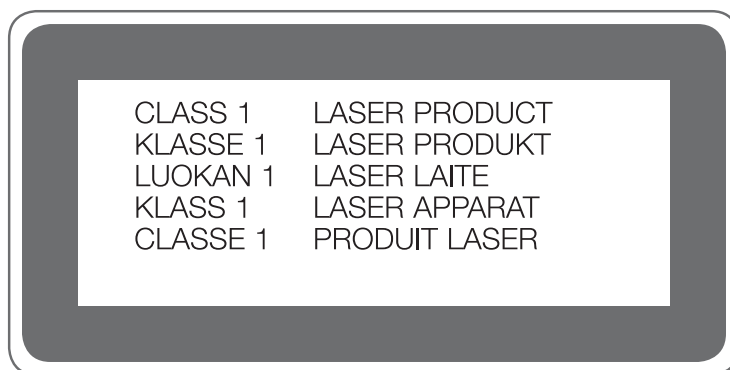 CLASS 1 LASER PRODUCT
KLASSE 1 LASER PRODUKT
LUOKAN 1 LASER LAITE
KLASS 1 LASER APPARAT
CLASSE 1 PRODUIT LASER